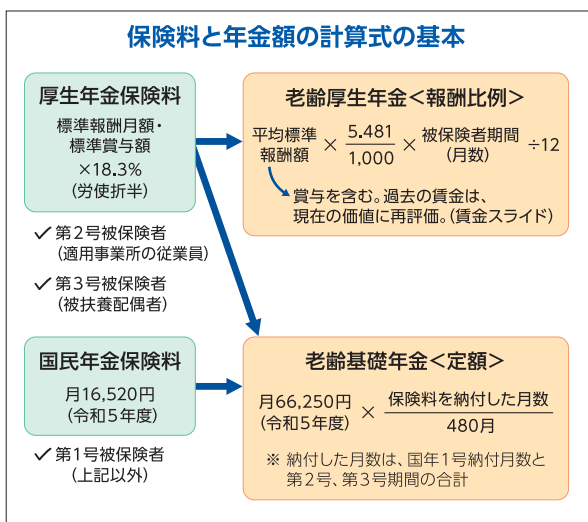 保険料と年金額の計算式の基本
厚生年金保険料
標準報酬月額・
標準賞与額
×18.3%
(労使折半)
✓ 第2号被保険者
(適用事業所の従業員)
✓ 第3号被保険者
(被扶養配偶者)
老齢厚生年金<報酬比例>
平均標準
報酬額 × 5.481
1,000 × 被保険者期間
(月数) ÷12
賞与を含む。過去の賃金は、
現在の価値に再評価。(賃金スライド)
国民年金保険料
月16,520円
(令和5年度)
✓ 第1号被保険者
(上記以外)
老齢基礎年金<定額>
月66,250円
(令和5年度) × 保険料を納付した月数
480月
※ 納付した月数は、国年1号納付月数と
第2号、第3号期間の合計